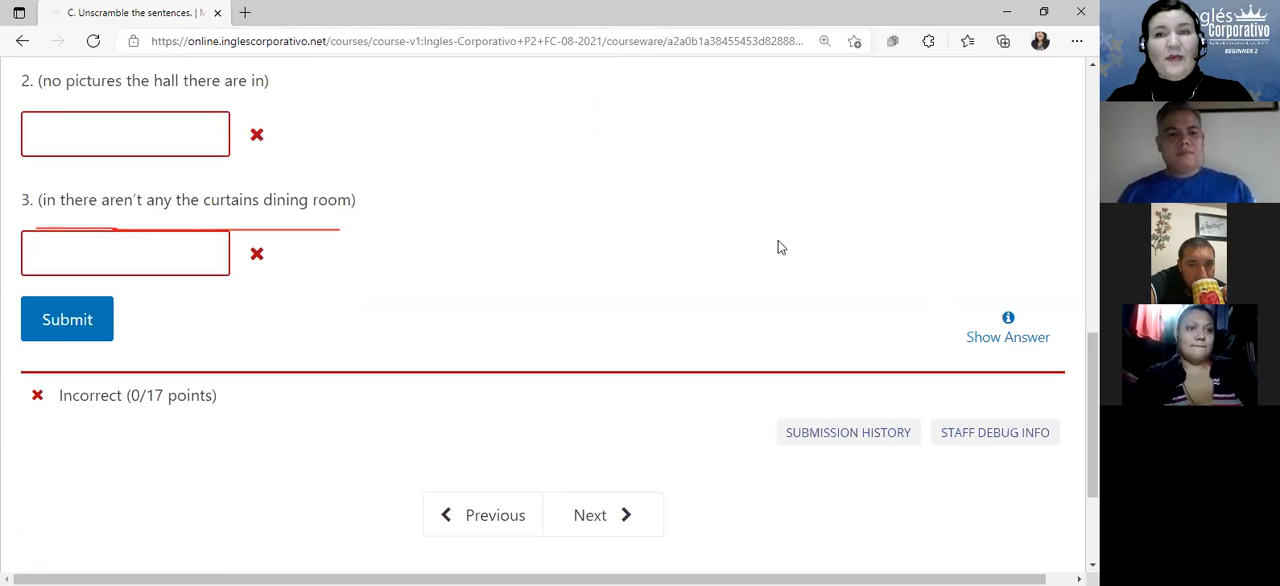 C. Unscramble the sentences. |
https://online.inglescorporativo.net/courses/course-v1:Ingles-Corporativo+P2+FC-08-2021/courseware/a2a0b1a38455453d82888...
2. (no pictures the hall there are in)
3. (in there aren't any the curtains dining room)
Submit
Show Answer
Incorrect (0/17 points)
SUBMISSION HISTORY
STAFF DEBUG INFO
Previous
Next
Inglés
Corporativo
BEGINNER 2